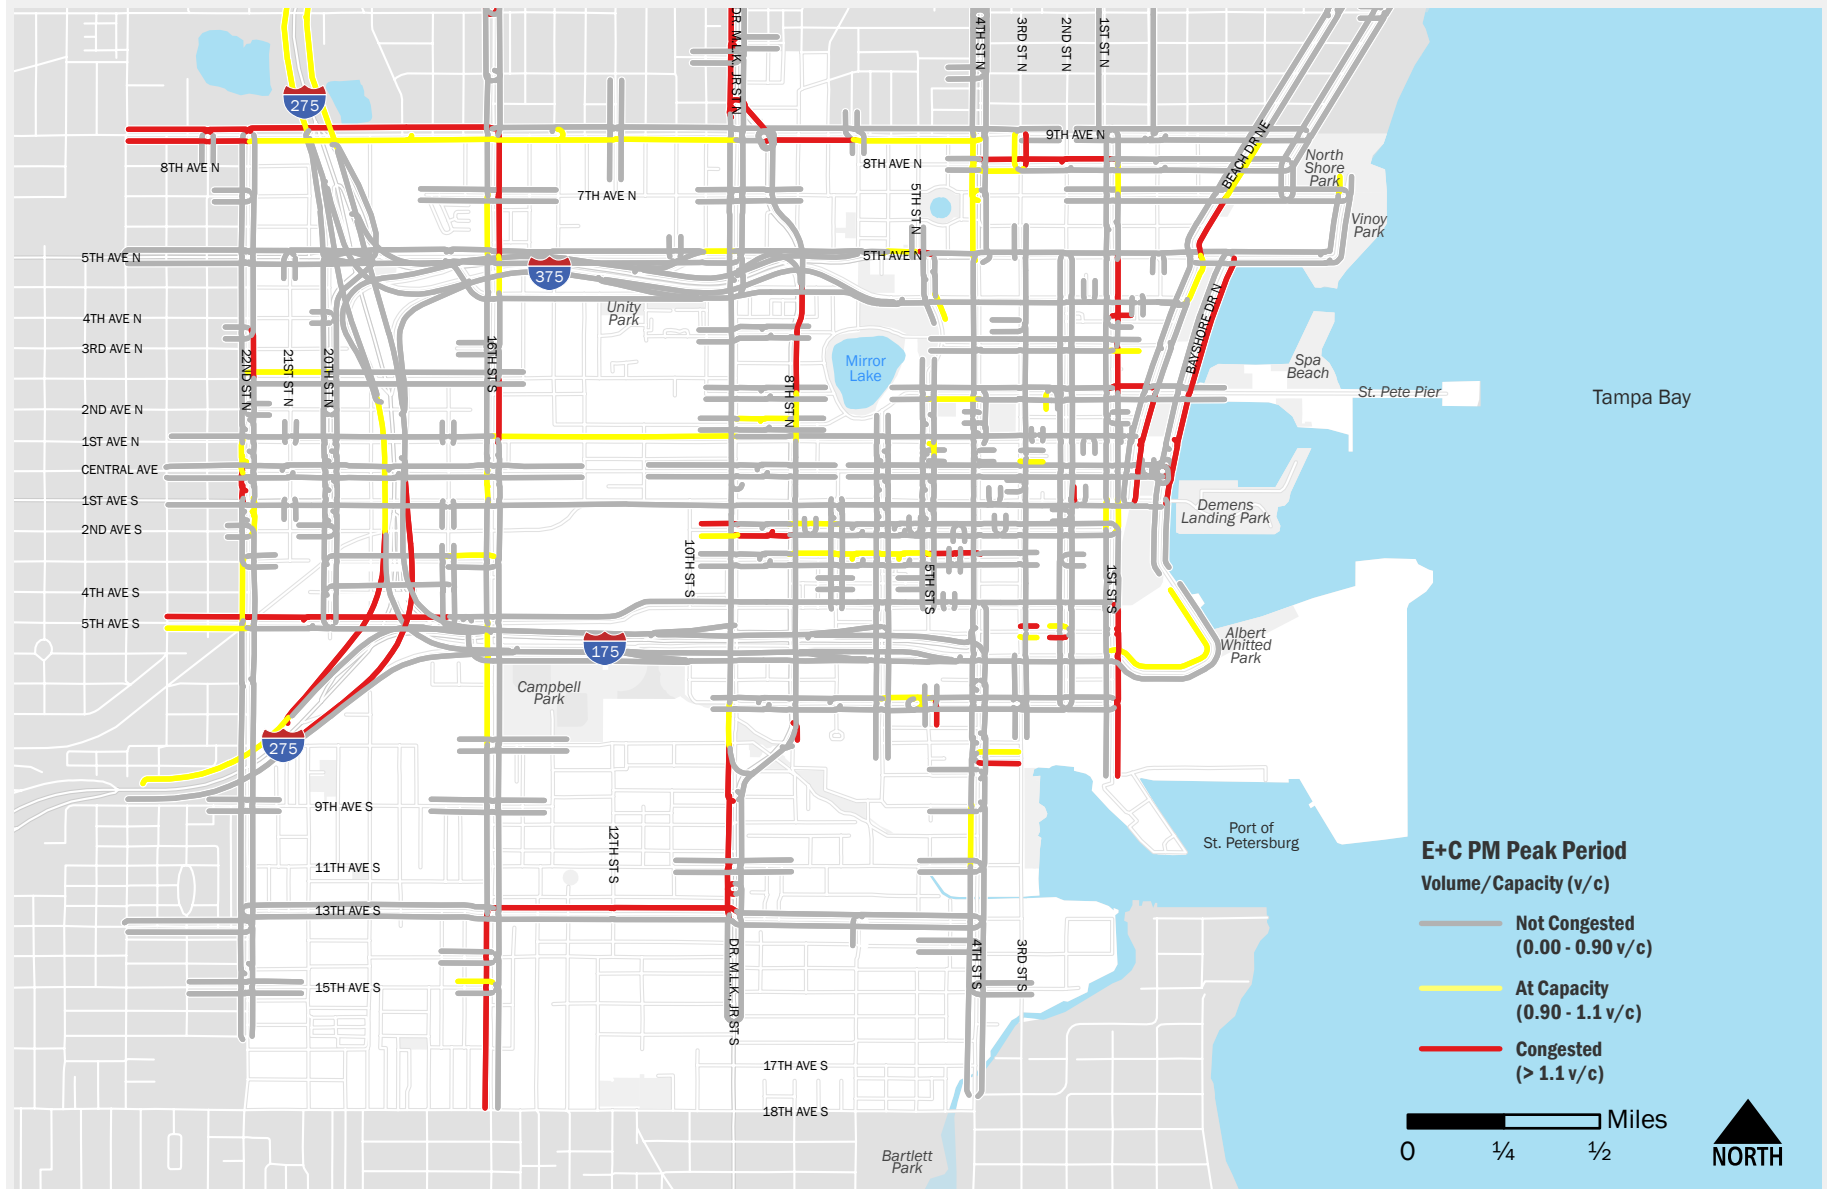 DR. M.L.K., JR ST N
4TH ST N
3RD ST N
2ND ST N
1ST ST N
275
9TH AVE N
BEACH DR NE
8TH AVE N
8TH AVE N
North
Shore
Park
7TH AVE N
5TH ST N
Vinoy
Park
5TH AVE N
5TH AVE N
375
Unity
Park
BAYSHORE DR N
4TH AVE N
3RD AVE N
22ND ST N
21ST ST N
20TH ST N
16TH ST S
Mirror
Lake
8TH ST N
Spa
Beach
St. Pete Pier
Tampa Bay
2ND AVE N
1ST AVE N
CENTRAL AVE
1ST AVE S
2ND AVE S
Demens
Landing Park
10TH ST S
5TH ST S
1ST ST S
4TH AVE S
5TH AVE S
175
Albert
Whitted
Park
Campbell
Park
275
9TH AVE S
12TH ST S
Port of
St. Petersburg
11TH AVE S
13TH AVE S
DR. M.L.K., JR ST S
4TH ST S
3RD ST S
15TH AVE S
17TH AVE S
18TH AVE S
Bartlett
Park
E+C PM Peak Period
Volume/Capacity (v/c)
Not Congested
(0.00 - 0.90 v/c)
At Capacity
(0.90 - 1.1 v/c)
Congested
(> 1.1 v/c)
Miles
0 ¼ ½
NORTH